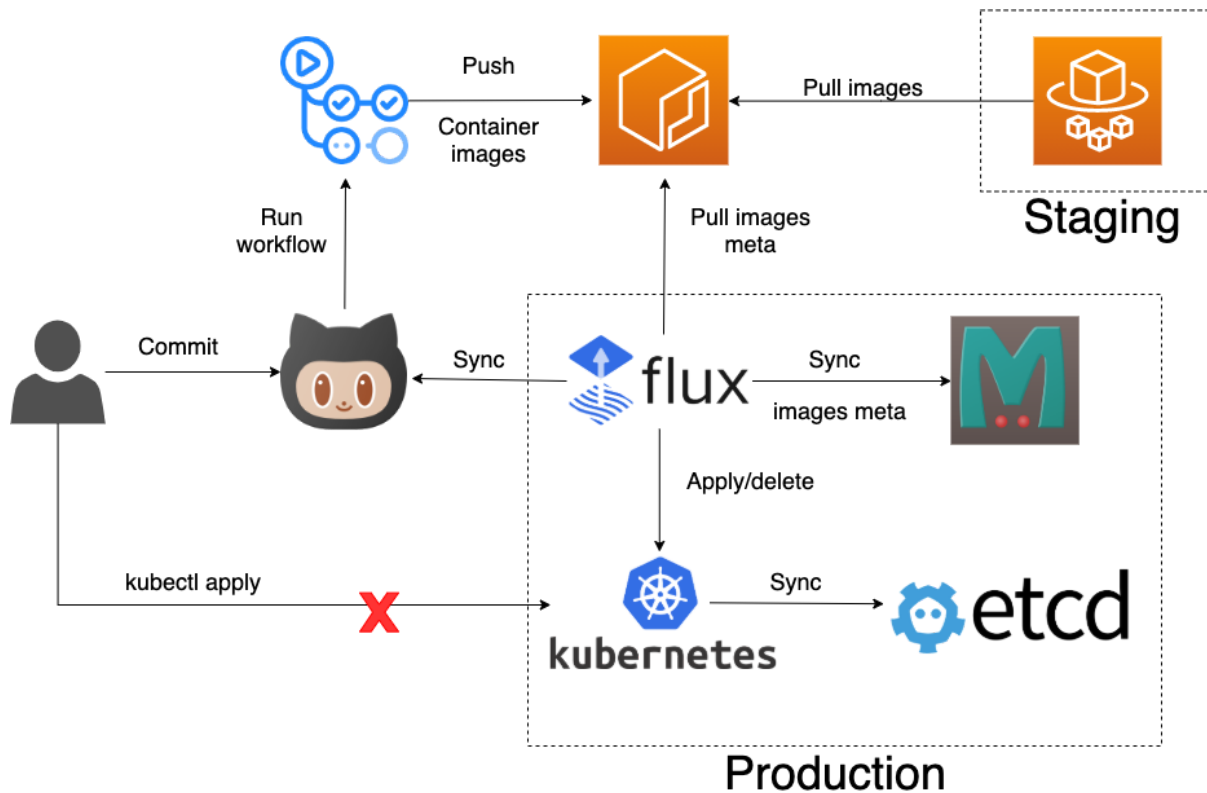 Push
Container
images
Pull images
Staging
Run
workflow
Pull images
meta
Commit
Sync
flux
Sync
images meta
Apply/delete
kubectl apply
X
kubernetes
Sync
etcd
Production